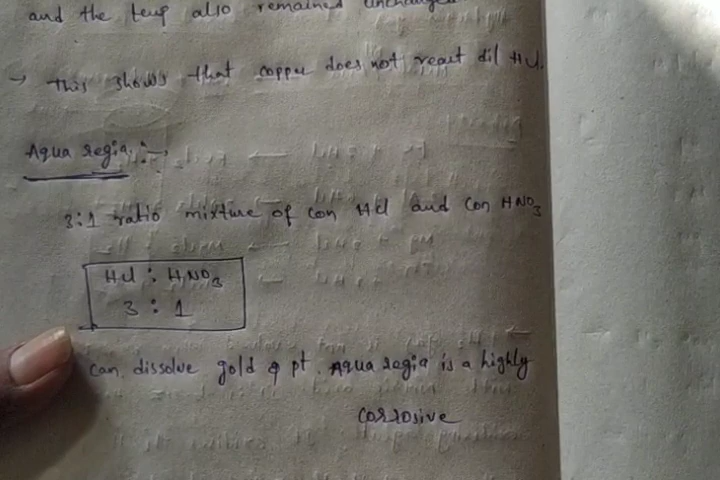 and the temp also remained unchanged
→ This shows that copper does not react dil HCl.
Aqua regia :→
3:1 ratio mixture of con HCl and con HNO3
HCl : HNO3
3 : 1
can dissolve gold & pt. Aqua regia is a highly
corrosive